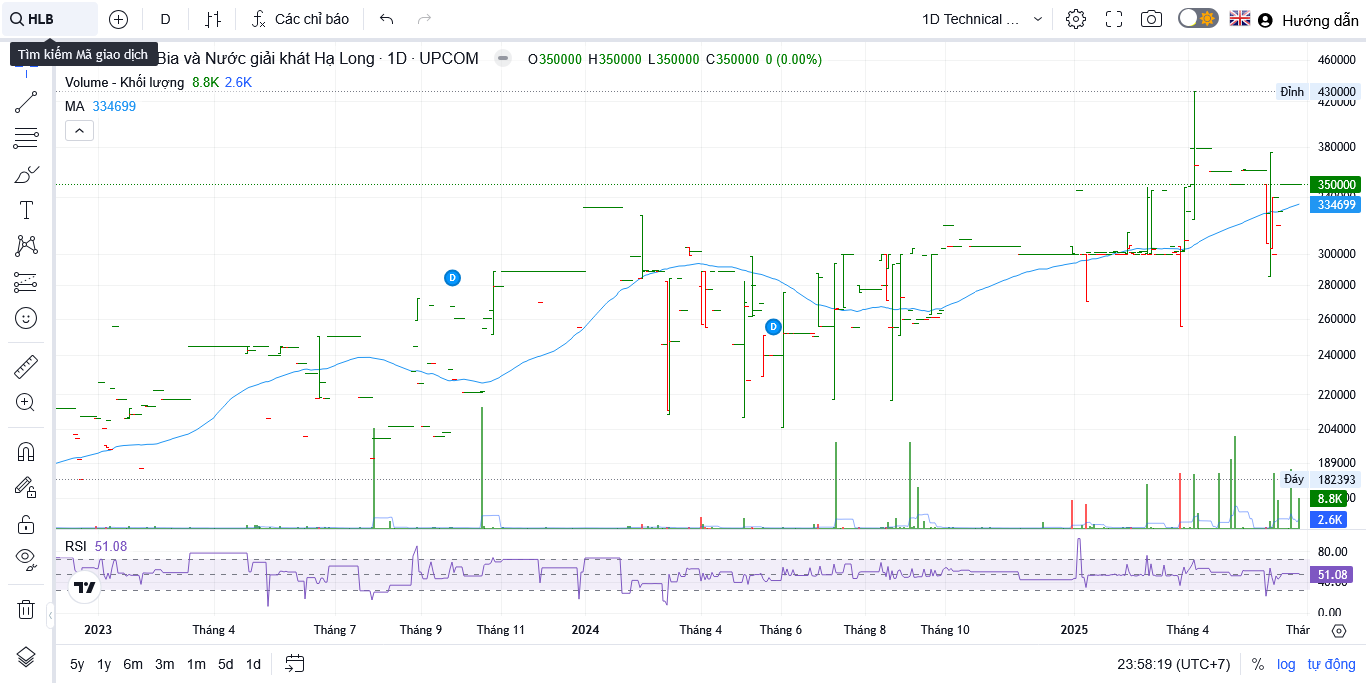 HLB
D
Các chỉ báo
1D Technical ...
Hướng dẫn
Tìm kiếm Mã giao dịch
Bia và Nước giải khát Hạ Long · 1D · UPCOM
O350000 H350000 L350000 C350000 0 (0.00%)
Volume - Khối lượng 8.8K 2.6K
MA 334699
460000
Đỉnh 430000
420000
380000
350000
334699
300000
280000
260000
240000
220000
204000
189000
Đáy 182393
8.8K
2.6K
D
D
RSI 51.08
80.00
51.08
40.00
0.00
2023 Tháng 4 Tháng 7 Tháng 9 Tháng 11 2024 Tháng 4 Tháng 6 Tháng 8 Tháng 10 2025 Tháng 4 Thár
5y 1y 6m 3m 1m 5d 1d
23:58:19 (UTC+7) % log tự động